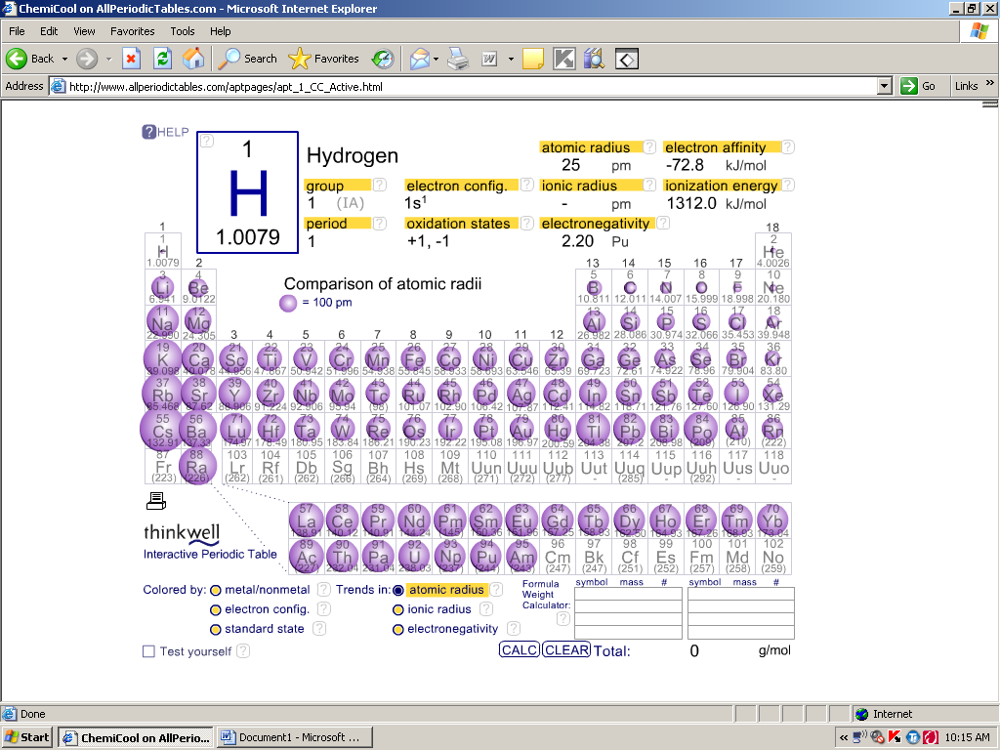 ChemiCool on AllPeriodicTables.com - Microsoft Internet Explorer
File Edit View Favorites Tools Help
Back Search Favorites
Address http://www.allperiodictables.com/aptpages/apt_1_CC_Active.html Go Links »
? HELP
?
1
H
1.0079
Hydrogen
atomic radius ? electron affinity ?
25 pm -72.8 kJ/mol
group ? electron config. ? ionic radius ? ionization energy ?
1 (IA) 1s¹ - pm 1312.0 kJ/mol
period ? oxidation states ? electronegativity ?
1 +1, -1 2.20 Pu
1 18
1 2
H He
1.0079 4.0026
2 13 14 15 16 17
3 4 5 6 7 8 9 10
Li Be B C N O F Ne
6.941 9.0122 10.811 12.011 14.007 15.999 18.998 20.180
Comparison of atomic radii
= 100 pm
11 12 13 14 15 16 17 18
Na Mg Al Si P S Cl Ar
22.990 24.305 26.982 28.086 30.974 32.066 35.453 39.948
3 4 5 6 7 8 9 10 11 12
19 20 21 22 23 24 25 26 27 28 29 30 31 32 33 34 35 36
K Ca Sc Ti V Cr Mn Fe Co Ni Cu Zn Ga Ge As Se Br Kr
39.098 40.078 44.956 47.867 50.942 51.996 54.938 55.845 58.933 58.693 63.546 65.39 69.723 72.61 74.922 78.96 79.904 83.80
37 38 39 40 41 42 43 44 45 46 47 48 49 50 51 52 53 54
Rb Sr Y Zr Nb Mo Tc Ru Rh Pd Ag Cd In Sn Sb Te I Xe
85.468 87.62 88.906 91.224 92.906 95.94 (98) 101.07 102.90 106.42 107.87 112.41 114.82 118.71 121.76 127.60 126.90 131.29
55 56 71 72 73 74 75 76 77 78 79 80 81 82 83 84 85 86
Cs Ba Lu Hf Ta W Re Os Ir Pt Au Hg Tl Pb Bi Po At Rn
132.91 137.33 174.97 178.49 180.95 183.84 186.21 190.23 192.22 195.08 196.97 200.59 204.38 207.2 208.98 (209) (210) (222)
87 88 103 104 105 106 107 108 109 110 111 112 113 114 115 116 117 118
Fr Ra Lr Rf Db Sg Bh Hs Mt Uun Uuu Uub Uut Uuq Uup Uuh Uus Uuo
(223) (226) (262) (261) (262) (266) (264) (269) (268) (271) (272) (277) - (285) - (292) - -
57 58 59 60 61 62 63 64 65 66 67 68 69 70
La Ce Pr Nd Pm Sm Eu Gd Tb Dy Ho Er Tm Yb
138.91 140.12 140.91 144.24 (145) 150.36 151.96 157.25 158.93 162.50 164.93 167.26 168.93 173.04
89 90 91 92 93 94 95 96 97 98 99 100 101 102
Ac Th Pa U Np Pu Am Cm Bk Cf Es Fm Md No
(227) 232.04 231.04 238.03 (237) (244) (243) (247) (247) (251) (252) (257) (258) (259)
thinkwell
Interactive Periodic Table
Colored by: metal/nonmetal ? Trends in: atomic radius ?
electron config. ? ionic radius ?
standard state ? electronegativity ?
Formula
Weight
Calculator:
?
symbol mass # symbol mass #
Test yourself ?
CALC CLEAR Total: 0 g/mol
Done Internet
Start ChemiCool on AllPerio... Document1 - Microsoft ... « 10:15 AM